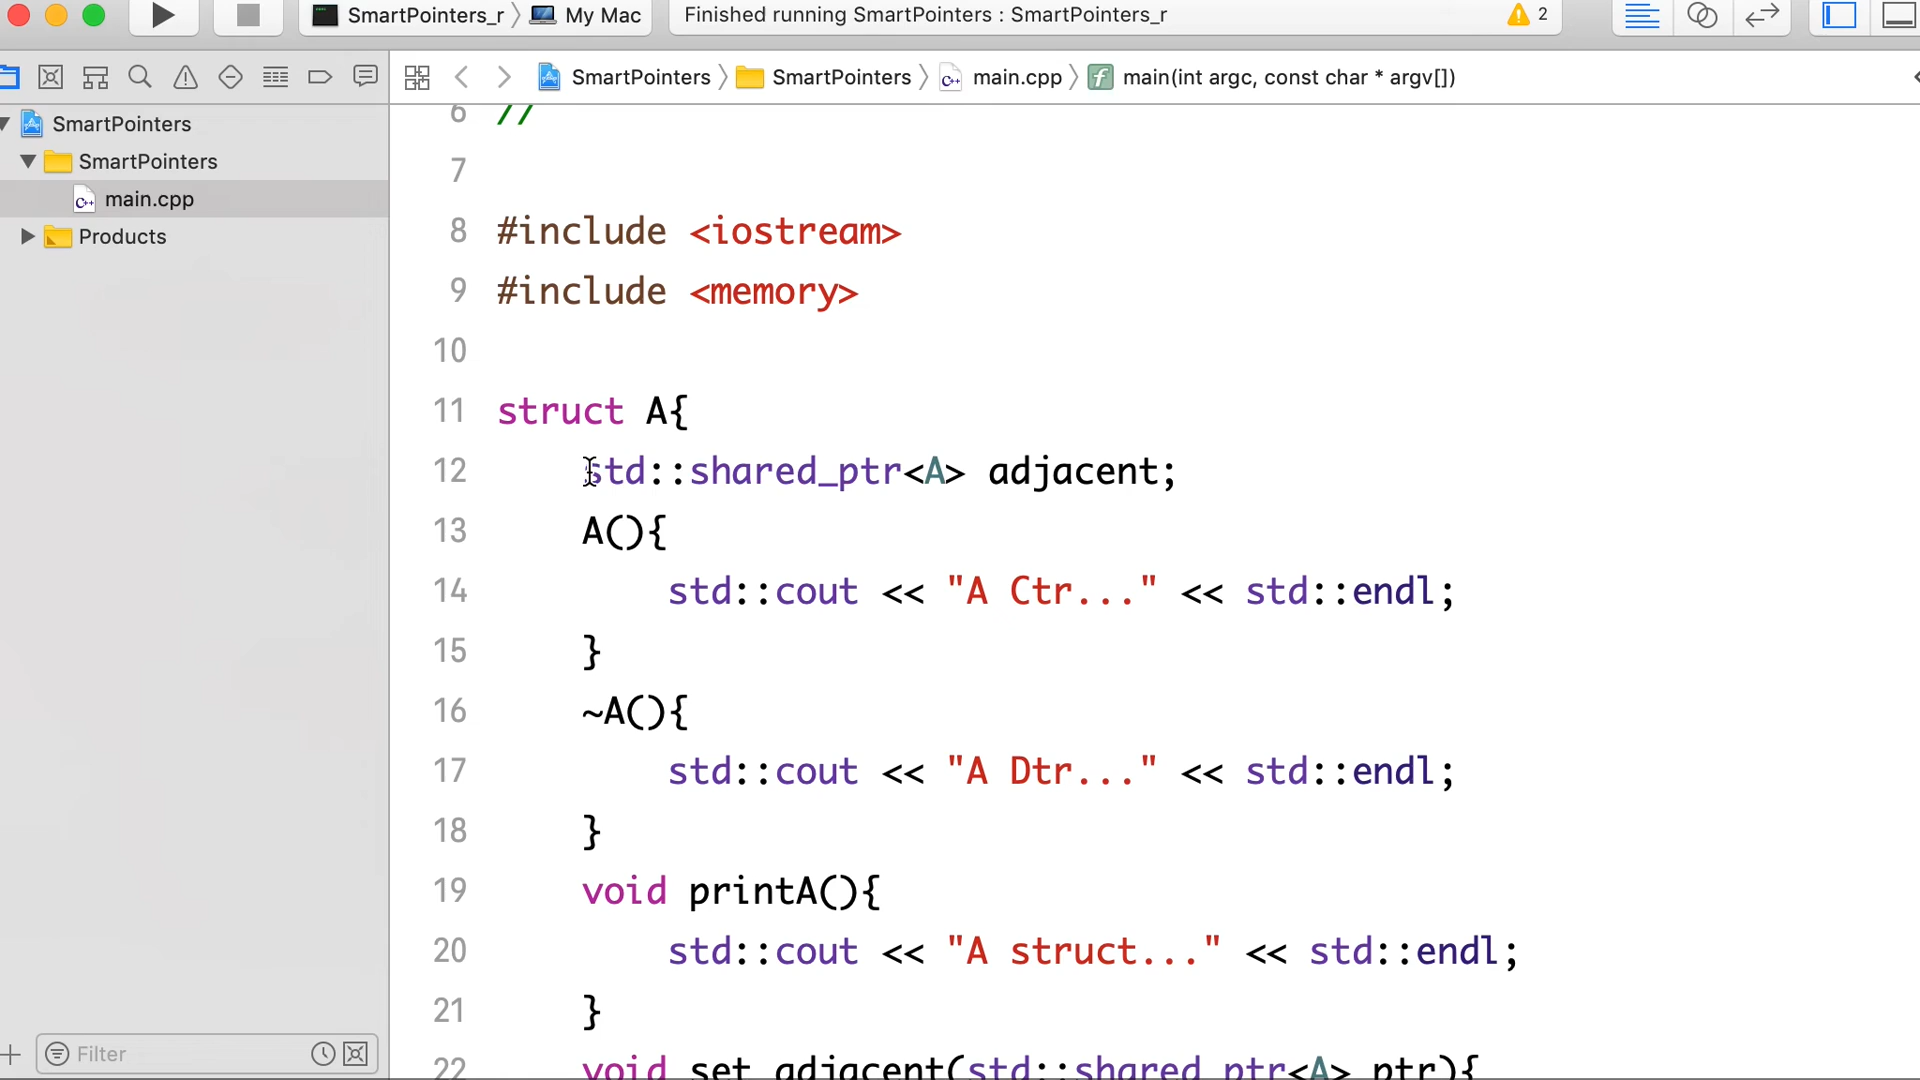 SmartPointers_r 〉 My Mac
Finished running SmartPointers : SmartPointers_r
2
SmartPointers 〉 SmartPointers 〉 main.cpp 〉 f main(int argc, const char * argv[])
SmartPointers
SmartPointers
main.cpp
Products
Filter
6 //
7
8 #include <iostream>
9 #include <memory>
10
11 struct A{
12 std::shared_ptr<A> adjacent;
13 A(){
14 std::cout << "A Ctr..." << std::endl;
15 }
16 ~A(){
17 std::cout << "A Dtr..." << std::endl;
18 }
19 void printA(){
20 std::cout << "A struct..." << std::endl;
21 }
22 void set_adjacent(std::shared_ptr<A> ptr){